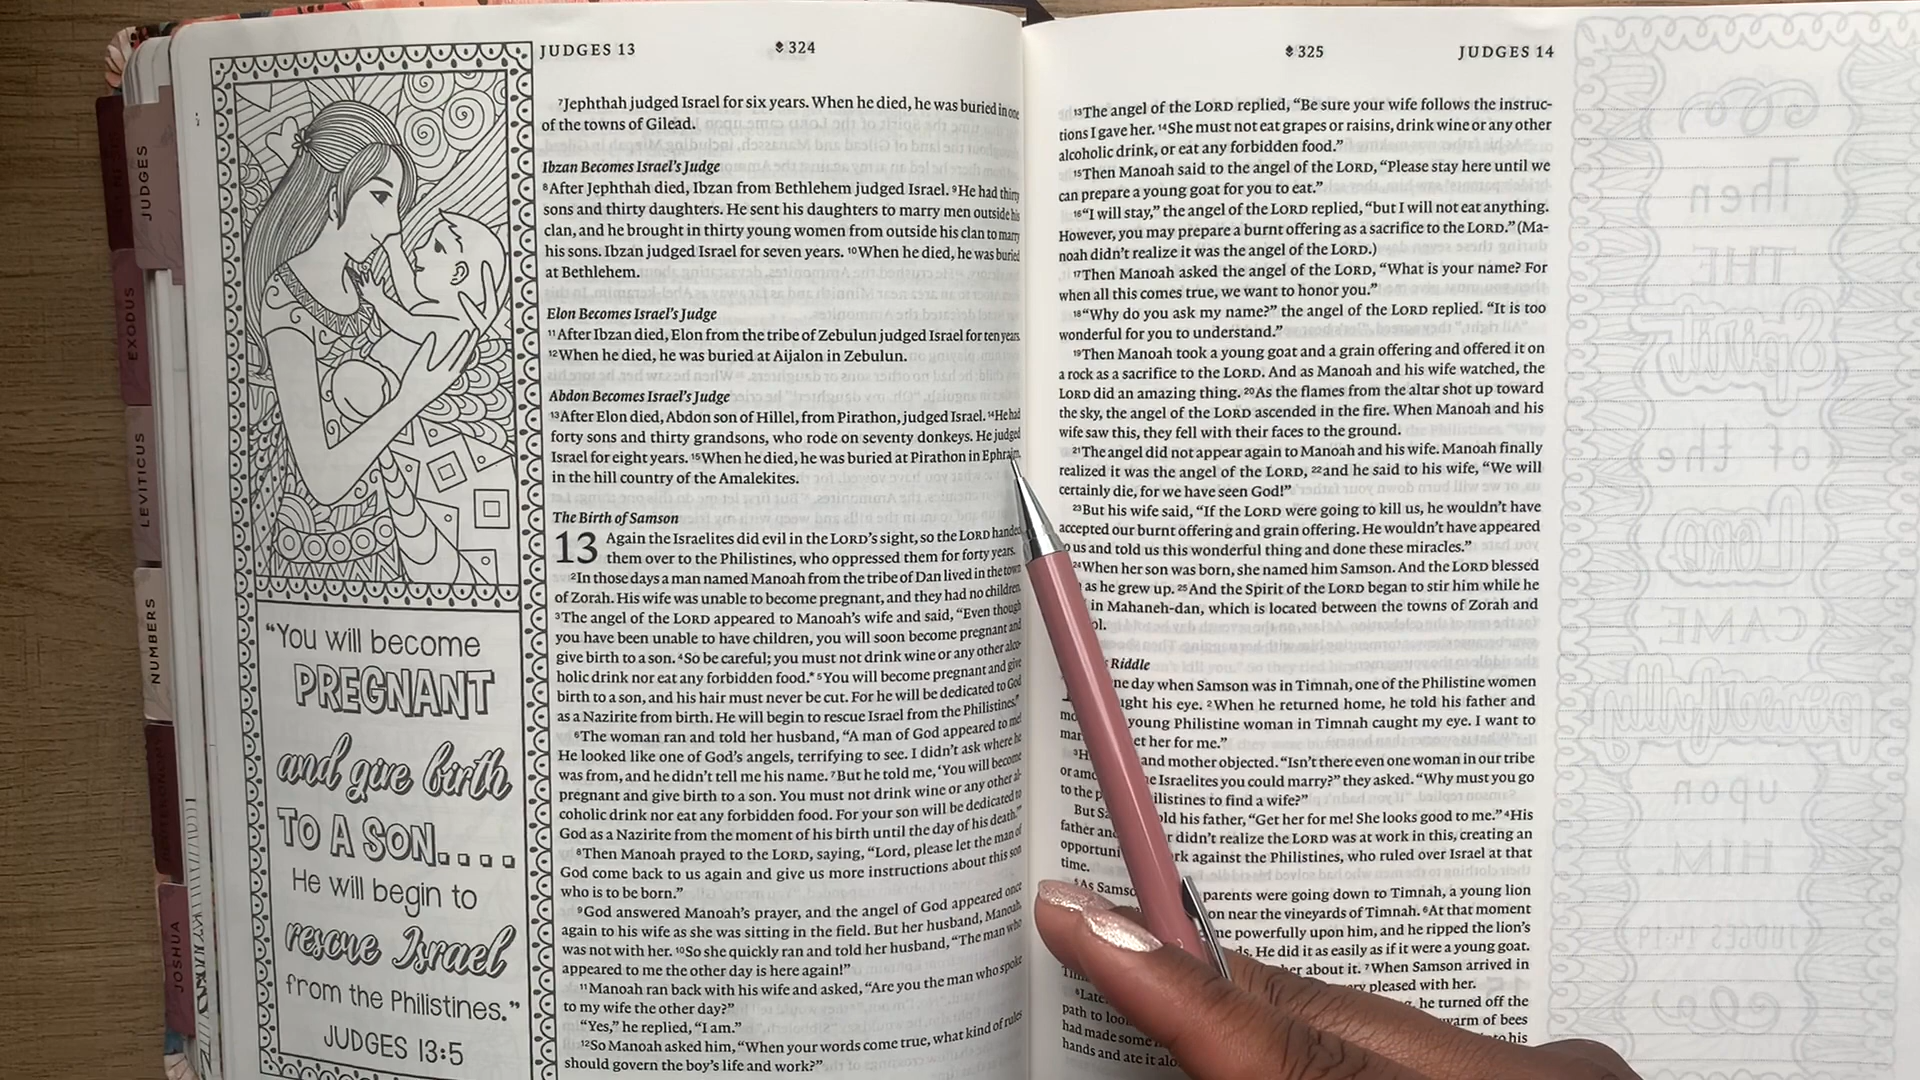 JUDGES 13
324
7Jephthah judged Israel for six years. When he died, he was buried in one
of the towns of Gilead.
Ibzan Becomes Israel's Judge
8After Jephthah died, Ibzan from Bethlehem judged Israel. 9He had thirty
sons and thirty daughters. He sent his daughters to marry men outside his
clan, and he brought in thirty young women from outside his clan to marry
his sons. Ibzan judged Israel for seven years. 10When he died, he was buried
at Bethlehem.
Elon Becomes Israel's Judge
11After Ibzan died, Elon from the tribe of Zebulun judged Israel for ten years.
12When he died, he was buried at Aijalon in Zebulun.
Abdon Becomes Israel's Judge
13After Elon died, Abdon son of Hillel, from Pirathon, judged Israel. 14He had
forty sons and thirty grandsons, who rode on seventy donkeys. He judged
Israel for eight years. 15When he died, he was buried at Pirathon in Ephraim,
in the hill country of the Amalekites.
The Birth of Samson
13 Again the Israelites did evil in the LORD's sight, so the LORD handed
them over to the Philistines, who oppressed them for forty years.
2In those days a man named Manoah from the tribe of Dan lived in the town
of Zorah. His wife was unable to become pregnant, and they had no children.
3The angel of the LORD appeared to Manoah's wife and said, “Even though
you have been unable to have children, you will soon become pregnant and
give birth to a son. 4So be careful; you must not drink wine or any other alco-
holic drink nor eat any forbidden food.* 5You will become pregnant and give
birth to a son, and his hair must never be cut. For he will be dedicated to God
as a Nazirite from birth. He will begin to rescue Israel from the Philistines.”
6The woman ran and told her husband, “A man of God appeared to me!
He looked like one of God's angels, terrifying to see. I didn't ask where he
was from, and he didn't tell me his name. 7But he told me, ‘You will become
pregnant and give birth to a son. You must not drink wine or any other al-
coholic drink nor eat any forbidden food. For your son will be dedicated to
God as a Nazirite from the moment of his birth until the day of his death.’”
8Then Manoah prayed to the LORD, saying, “Lord, please let the man of
God come back to us again and give us more instructions about this son
who is to be born.”
9God answered Manoah's prayer, and the angel of God appeared once
again to his wife as she was sitting in the field. But her husband, Manoah,
was not with her. 10So she quickly ran and told her husband, “The man who
appeared to me the other day is here again!”
11Manoah ran back with his wife and asked, “Are you the man who spoke
to my wife the other day?”
“Yes,” he replied, “I am.”
12So Manoah asked him, “When your words come true, what kind of rules
should govern the boy's life and work?”
“You will become
PREGNANT
and give birth
TO A SON....
He will begin to
rescue Israel
from the Philistines.”
JUDGES 13:5
JUDGES
EXODUS
LEVITICUS
NUMBERS
JOSHUA
325
JUDGES 14
13The angel of the LORD replied, “Be sure your wife follows the instruc-
tions I gave her. 14She must not eat grapes or raisins, drink wine or any other
alcoholic drink, or eat any forbidden food.”
15Then Manoah said to the angel of the LORD, “Please stay here until we
can prepare a young goat for you to eat.”
16“I will stay,” the angel of the LORD replied, “but I will not eat anything.
However, you may prepare a burnt offering as a sacrifice to the LORD.” (Ma-
noah didn't realize it was the angel of the LORD.)
17Then Manoah asked the angel of the LORD, “What is your name? For
when all this comes true, we want to honor you.”
18“Why do you ask my name?” the angel of the LORD replied. “It is too
wonderful for you to understand.”
19Then Manoah took a young goat and a grain offering and offered it on
a rock as a sacrifice to the LORD. And as Manoah and his wife watched, the
LORD did an amazing thing. 20As the flames from the altar shot up toward
the sky, the angel of the LORD ascended in the fire. When Manoah and his
wife saw this, they fell with their faces to the ground.
21The angel did not appear again to Manoah and his wife. Manoah finally
realized it was the angel of the LORD, 22and he said to his wife, “We will
certainly die, for we have seen God!”
23But his wife said, “If the LORD were going to kill us, he wouldn't have
accepted our burnt offering and grain offering. He wouldn't have appeared
us and told us this wonderful thing and done these miracles.”
24When her son was born, she named him Samson. And the LORD blessed
as he grew up. 25And the Spirit of the LORD began to stir him while he
in Mahaneh-dan, which is located between the towns of Zorah and
Riddle
day when Samson was in Timnah, one of the Philistine women
his eye. 2When he returned home, he told his father and
young Philistine woman in Timnah caught my eye. I want to
her for me.”
and mother objected. “Isn't there even one woman in our tribe
or Israelites you could marry?” they asked. “Why must you go
to the to find a wife?”
But his father, “Get her for me! She looks good to me.” 4His
father didn't realize the LORD was at work in this, creating an
against the Philistines, who ruled over Israel at that
time.
5As parents were going down to Timnah, a young lion
on near the vineyards of Timnah. 6At that moment
powerfully upon him, and he ripped the lion's
He did it as easily as if it were a young goat.
about it. 7When Samson arrived in
pleased with her.
he turned off the
path to of bees
had made some his
hands and ate it